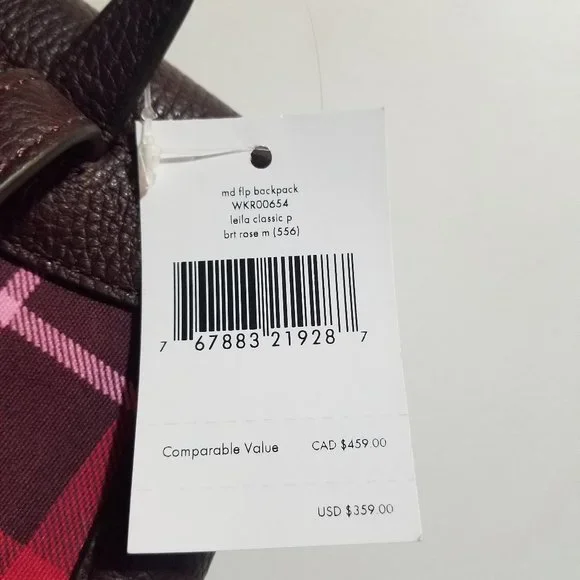 md flp backpack
WKR00654
leila classic p
brt rose m (556)
7 67883 21928 7
Comparable Value CAD $459.00
USD $359.00